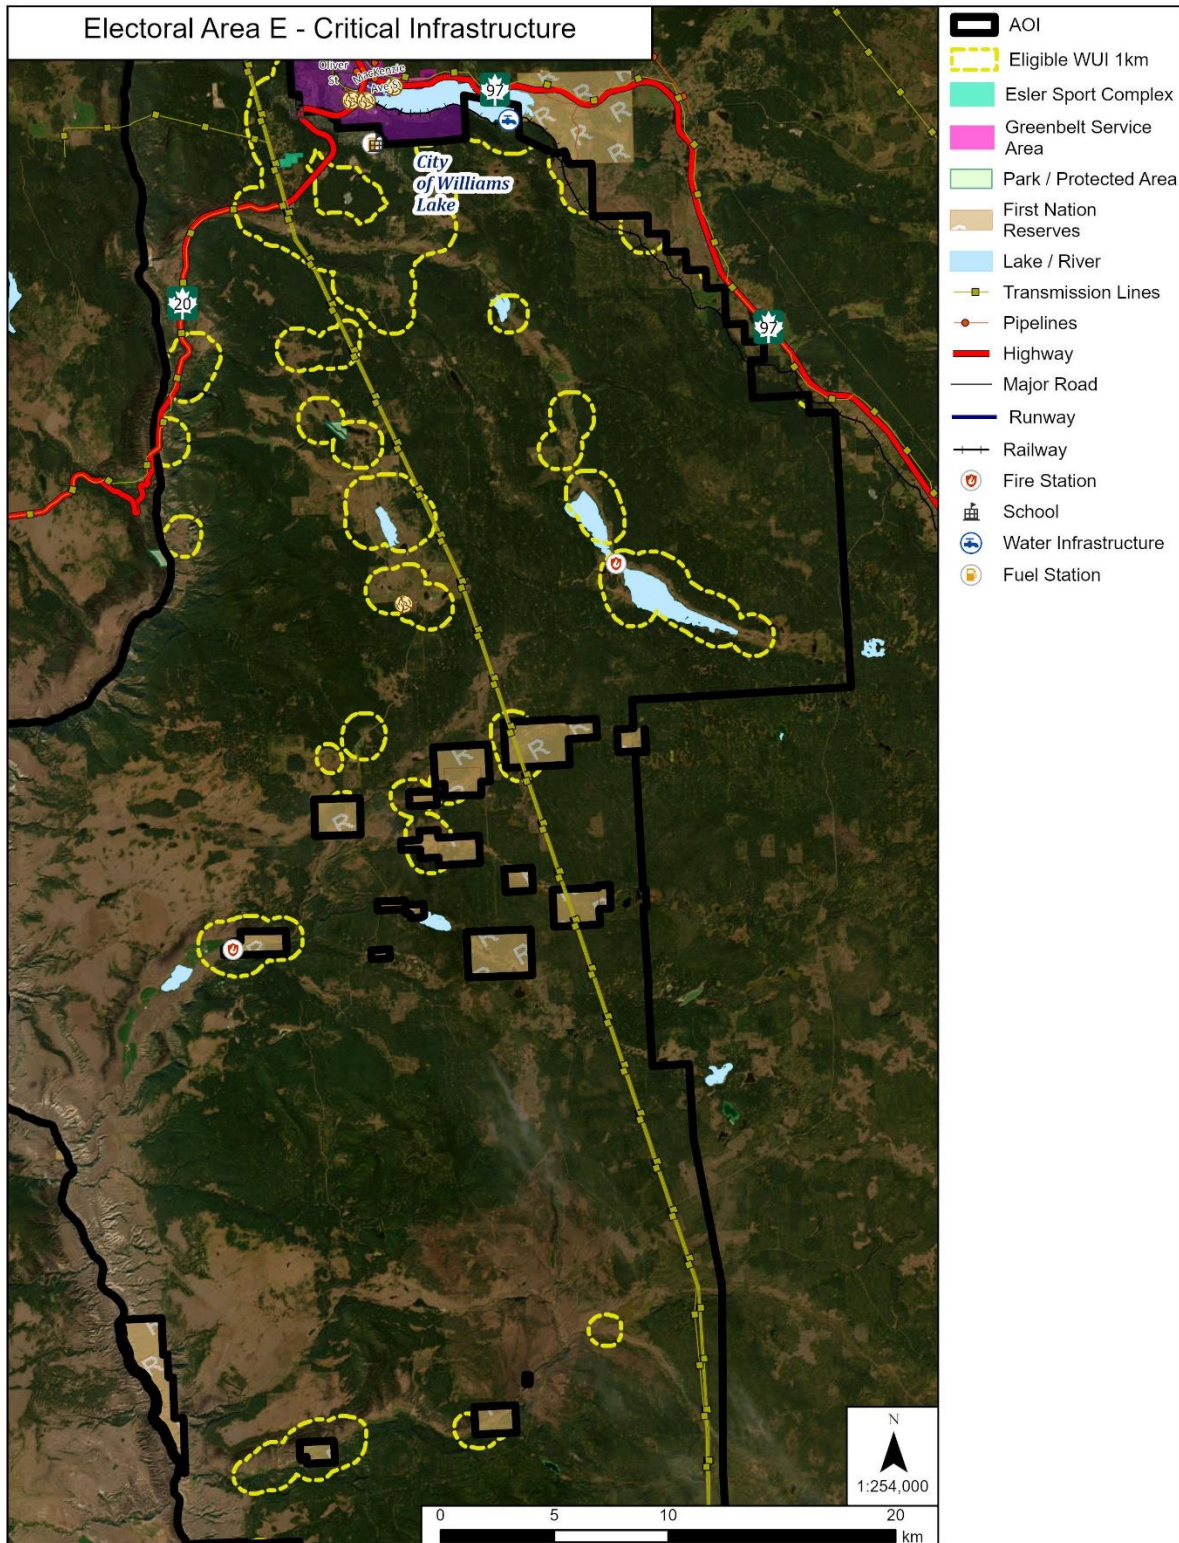 Electoral Area E - Critical Infrastructure
Oliver
St
MacKenzie
Ave S
97
R
R
R
City
of Williams
Lake
20
97
R
R
R
R
R
R
R
R
R
N
1:254,000
0 5 10 20
km
AOI
Eligible WUI 1km
Esler Sport Complex
Greenbelt Service
Area
Park / Protected Area
First Nation
Reserves
Lake / River
Transmission Lines
Pipelines
Highway
Major Road
Runway
Railway
Fire Station
School
Water Infrastructure
Fuel Station